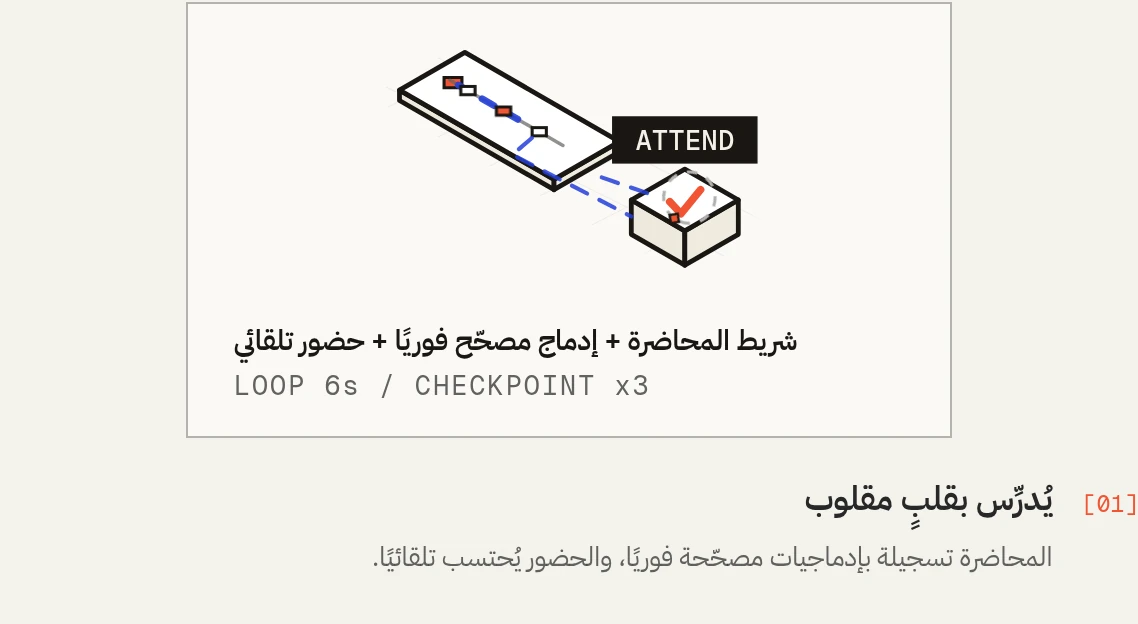 ATTEND
شريط المحاضرة + إدماج مصحّح فوريًا + حضور تلقائي
LOOP 6s / CHECKPOINT x3
[01]
يُدرِّس بقلبٍ مقلوب
المحاضرة تسجيلة بإدماجيات مصحّحة فوريًا، والحضور يُحتسب تلقائيًا.